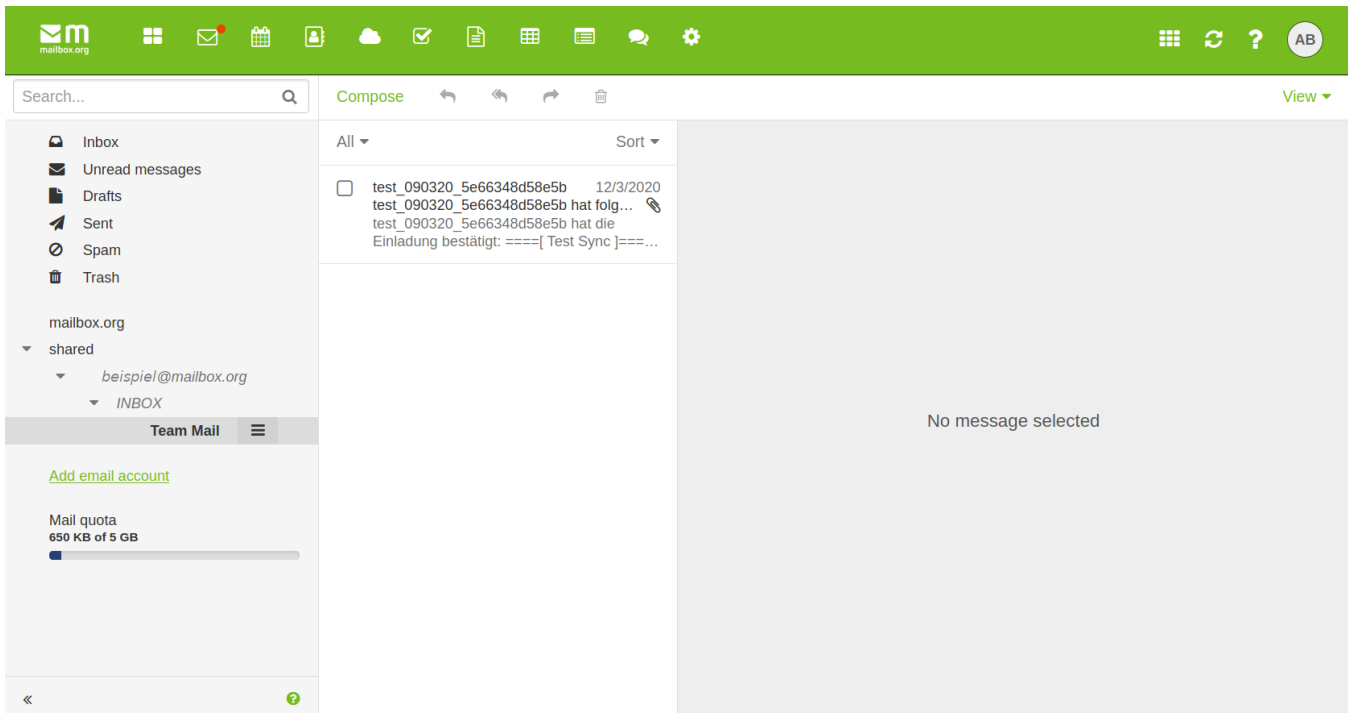 m
mailbox.org
AB
Search...
Compose
View
Inbox
Unread messages
Drafts
Sent
Spam
Trash
mailbox.org
shared
beispiel@mailbox.org
INBOX
Team Mail
Add email account
Mail quota
650 KB of 5 GB
All Sort
test_090320_5e66348d58e5b 12/3/2020
test_090320_5e66348d58e5b hat folg…
test_090320_5e66348d58e5b hat die
Einladung bestätigt: ====[ Test Sync ]===…
No message selected